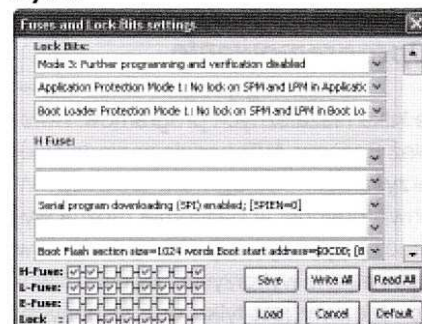 Fuses and Lock Bits settings
Lock Bits:
Mode 3: Further programming and verification disabled
Application Protection Mode 1: No lock on SPM and LPM in Applicatic
Boot Loader Protection Mode 1: No lock on SPM and LPM in Boot Lo
H Fuse:
Serial program downloading (SPI) enabled; [SPIEN=0]
Boot Flash section size=1024 words Boot start address=$0C00; [B
H-Fuse:
L-Fuse:
E-Fuse:
Lock :
Save Write All Read All
Load Cancel Default